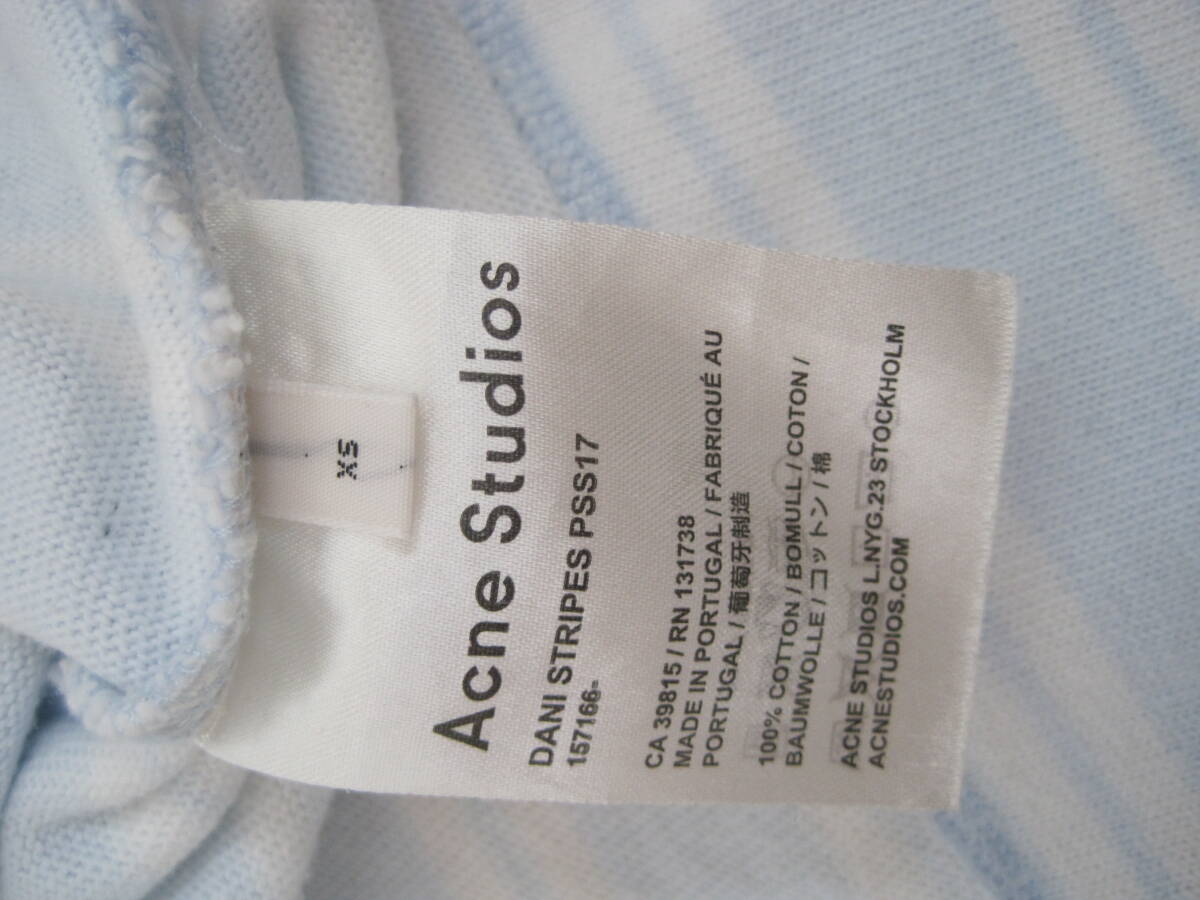 XS
Acne Studios
DANI STRIPES PSS17
157166-
CA 39815 / RN 131738
MADE IN PORTUGAL / FABRIQUÉ AU
PORTUGAL / 葡萄牙制造
100% COTTON / BOMULL / COTON /
BAUMWOLLE / コットン / 棉
ACNE STUDIOS L.NYG.23 STOCKHOLM
ACNESTUDIOS.COM